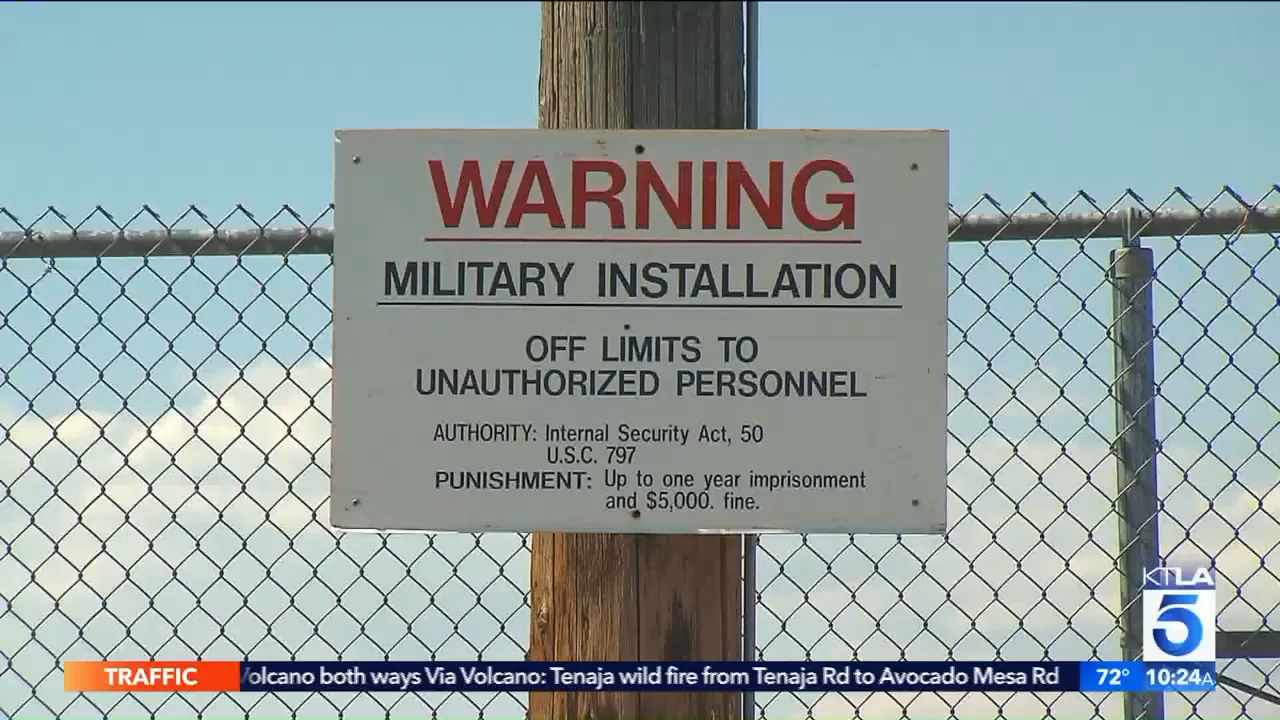 WARNING
MILITARY INSTALLATION
OFF LIMITS TO
UNAUTHORIZED PERSONNEL
AUTHORITY: Internal Security Act, 50
U.S.C. 797
PUNISHMENT: Up to one year imprisonment
and $5,000. fine.
KTLA
5
TRAFFIC olcano both ways Via Volcano: Tenaja wild fire from Tenaja Rd to Avocado Mesa Rd 72° 10:24A